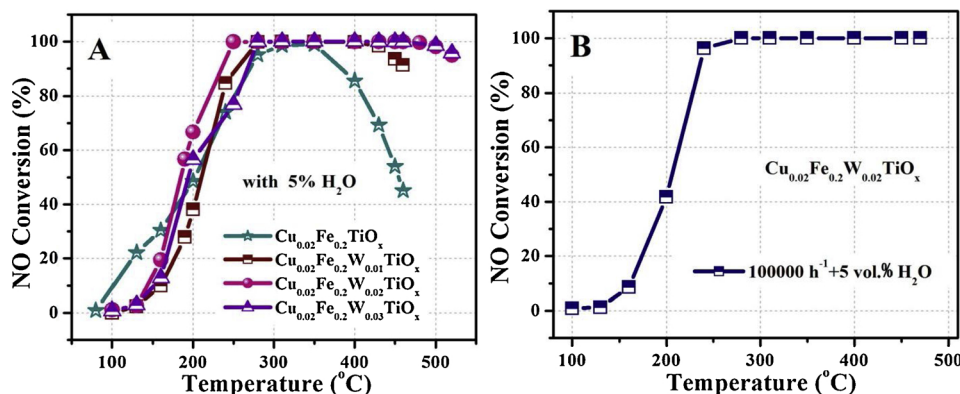 A
NO Conversion (%)
100
80
60
40
20
0
with 5% H₂O
Cu₀.₀₂Fe₀.₂TiOₓ
Cu₀.₀₂Fe₀.₂W₀.₀₁TiOₓ
Cu₀.₀₂Fe₀.₂W₀.₀₂TiOₓ
Cu₀.₀₂Fe₀.₂W₀.₀₃TiOₓ
100 200 300 400 500
Temperature (°C)
B
NO Conversion (%)
100
80
60
40
20
0
Cu₀.₀₂Fe₀.₂W₀.₀₂TiOₓ
100000 h⁻¹+5 vol.% H₂O
100 200 300 400 500
Temperature (°C)